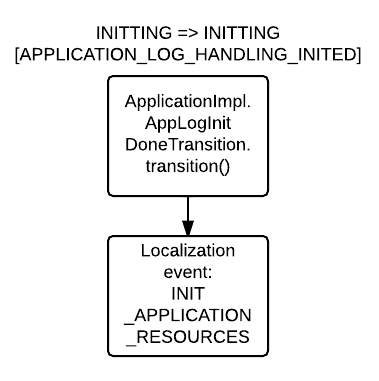 INITTING => INITTING
[APPLICATION_LOG_HANDLING_INITED]
ApplicationImpl.
AppLogInit
DoneTransition.
transition()
Localization
event:
INIT
_APPLICATION
_RESOURCES